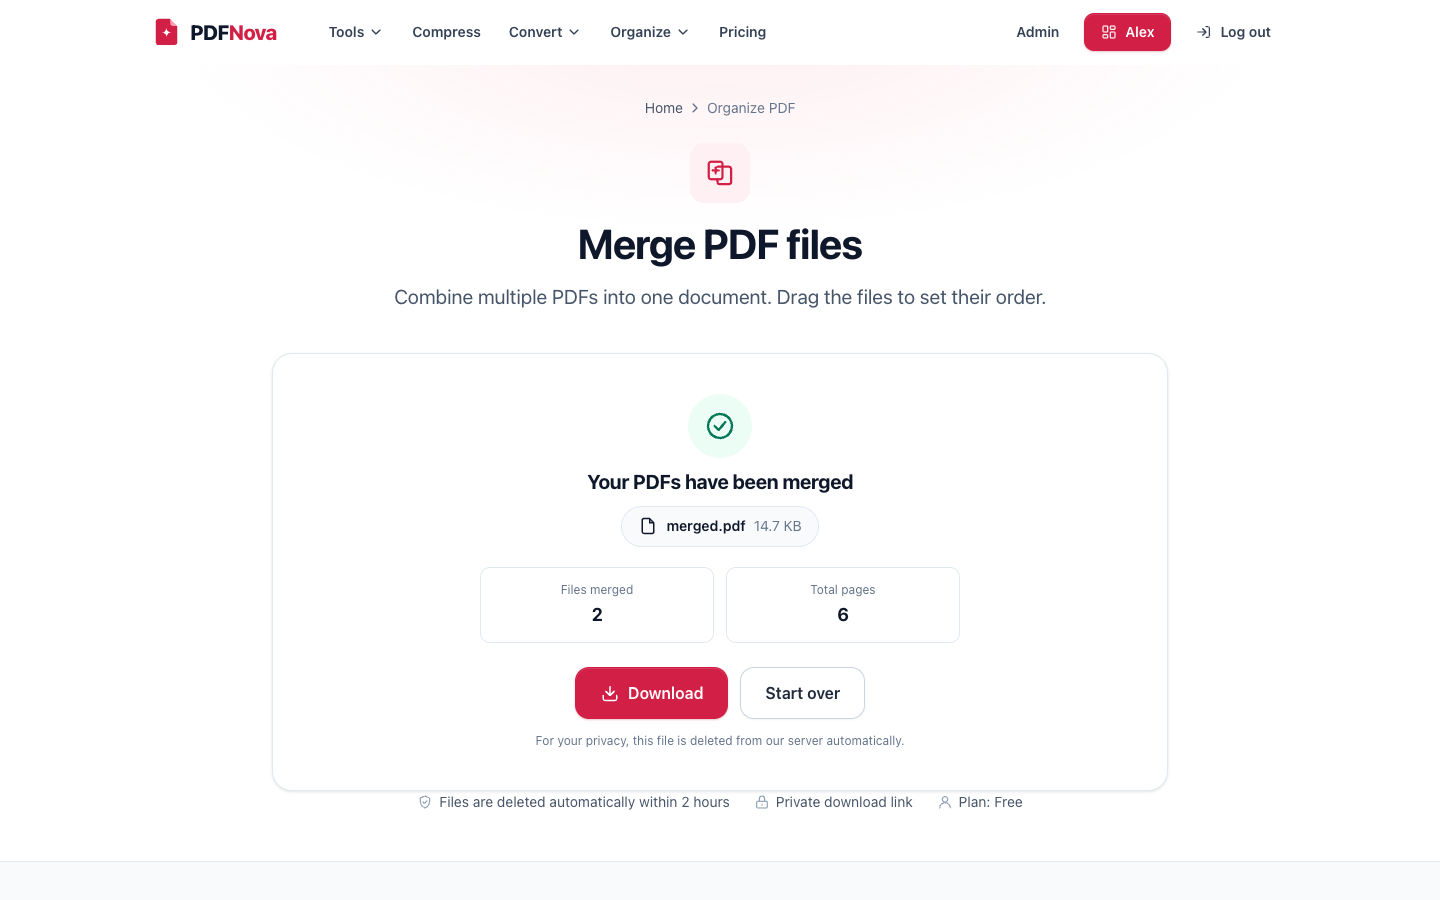 PDFNova
Tools
Compress
Convert
Organize
Pricing
Admin
Alex
Log out
Home
Organize PDF
Merge PDF files
Combine multiple PDFs into one document. Drag the files to set their order.
Your PDFs have been merged
merged.pdf 14.7 KB
Files merged
2
Total pages
6
Download
Start over
For your privacy, this file is deleted from our server automatically.
Files are deleted automatically within 2 hours
Private download link
Plan: Free